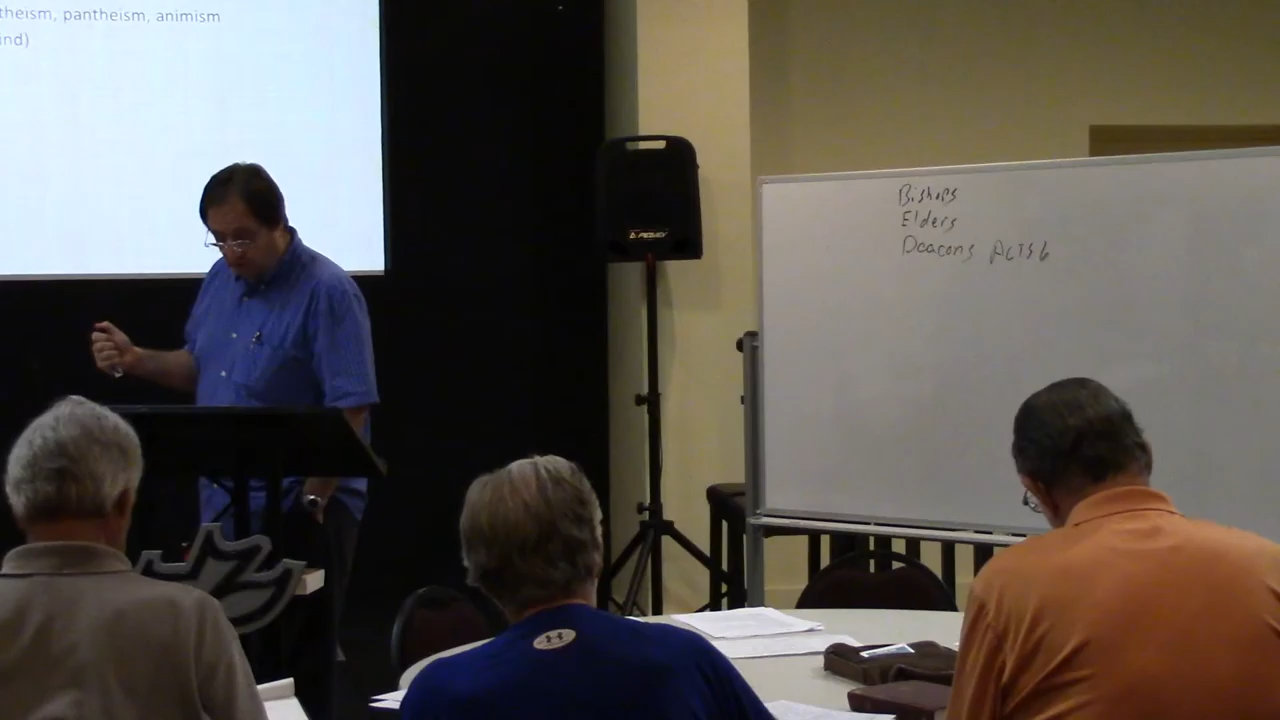 theism, pantheism, animism
ind)
PEAVEY
Bishops
Elders
Deacons Acts 6